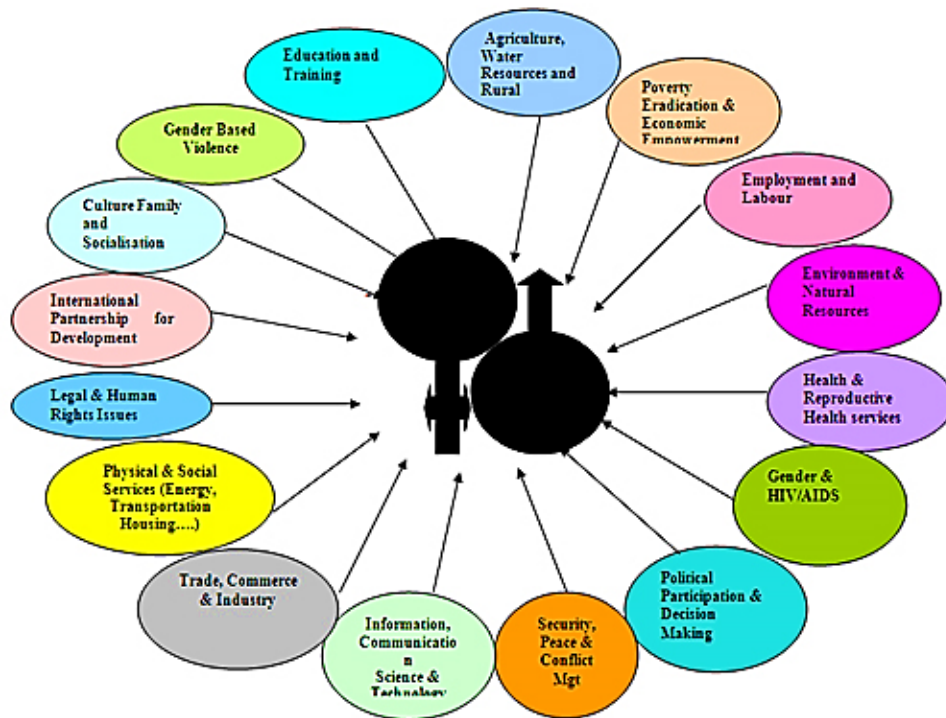 Education and
Training
Agriculture,
Water
Resources and
Rural
Poverty
Eradication &
Economic
Empowerment
Employment and
Labour
Environment &
Natural
Resources
Health &
Reproductive
Health services
Gender &
HIV/AIDS
Political
Participation &
Decision
Making
Security,
Peace &
Conflict
Mgt
Information,
Communicatio
n
Science &
Technology
Trade, Commerce
& Industry
Physical & Social
Services (Energy,
Transportation
Housing....)
Legal & Human
Rights Issues
International
Partnership for
Development
Culture Family
and
Socialisation
Gender Based
Violence